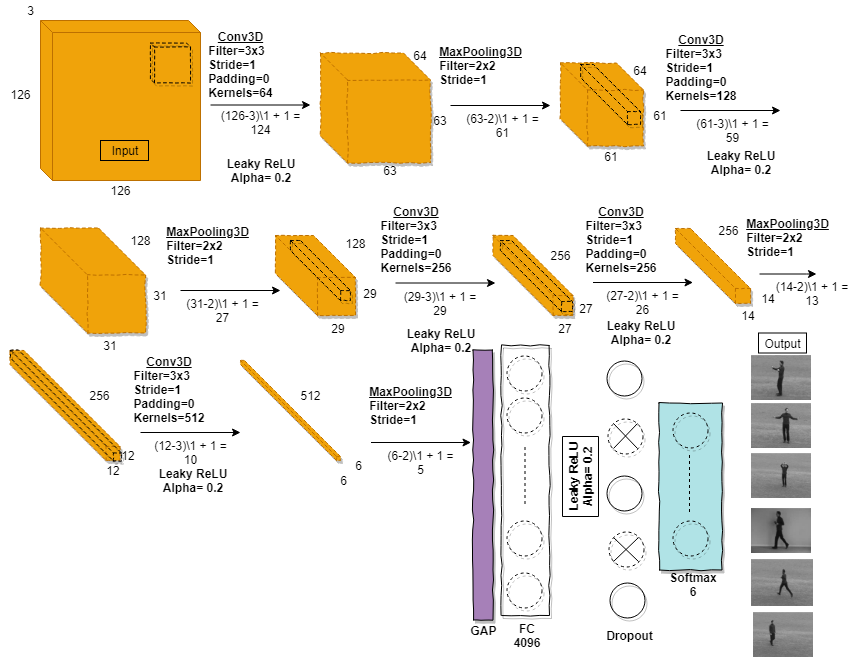 3
126
126
Input
Conv3D
Filter=3x3
Stride=1
Padding=0
Kernels=64
(126-3)\1 + 1 =
124
Leaky ReLU
Alpha= 0.2
64
63
63
MaxPooling3D
Filter=2x2
Stride=1
(63-2)\1 + 1 =
61
64
61
61
Conv3D
Filter=3x3
Stride=1
Padding=0
Kernels=128
(61-3)\1 + 1 =
59
Leaky ReLU
Alpha= 0.2
128
31
31
MaxPooling3D
Filter=2x2
Stride=1
(31-2)\1 + 1 =
27
128
29
29
Conv3D
Filter=3x3
Stride=1
Padding=0
Kernels=256
(29-3)\1 + 1 =
29
Leaky ReLU
Alpha= 0.2
256
27
27
Conv3D
Filter=3x3
Stride=1
Padding=0
Kernels=256
(27-2)\1 + 1 =
26
Leaky ReLU
Alpha= 0.2
256
14
14
MaxPooling3D
Filter=2x2
Stride=1
(14-2)\1 + 1 =
13
256
12
12
Conv3D
Filter=3x3
Stride=1
Padding=0
Kernels=512
(12-3)\1 + 1 =
10
Leaky ReLU
Alpha= 0.2
512
6
6
MaxPooling3D
Filter=2x2
Stride=1
(6-2)\1 + 1 =
5
GAP
FC
4096
Leaky ReLU
Alpha= 0.2
Dropout
Softmax
6
Output